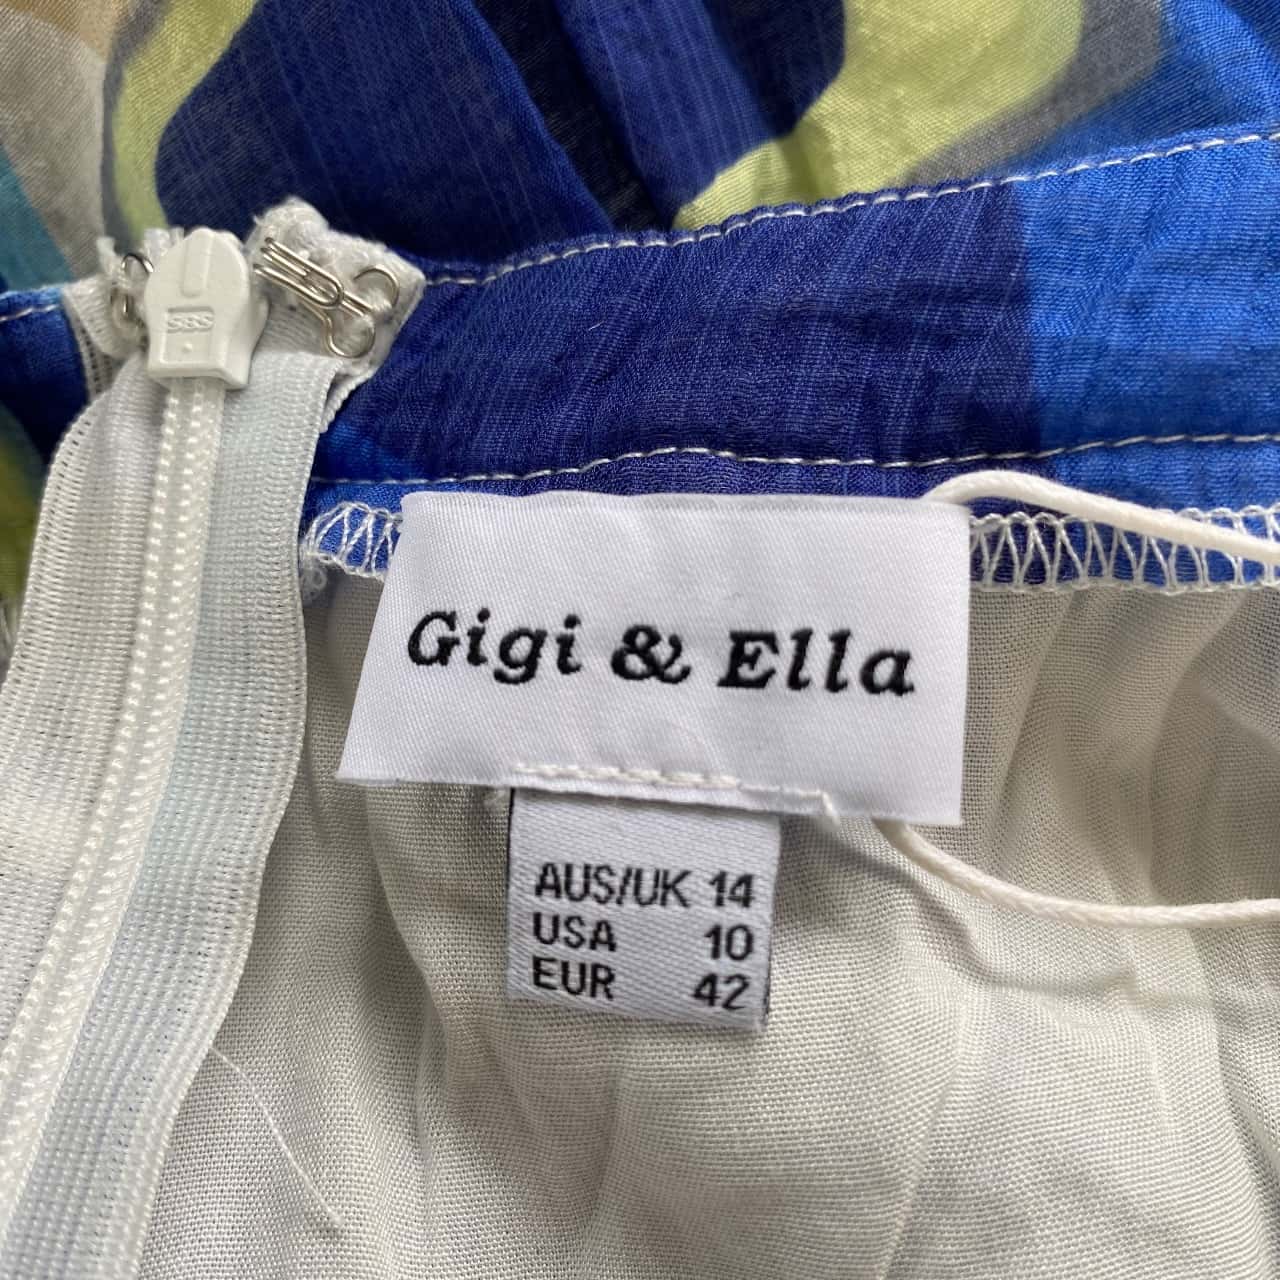 SBS
Gigi & Ella
AUS/UK 14
USA 10
EUR 42